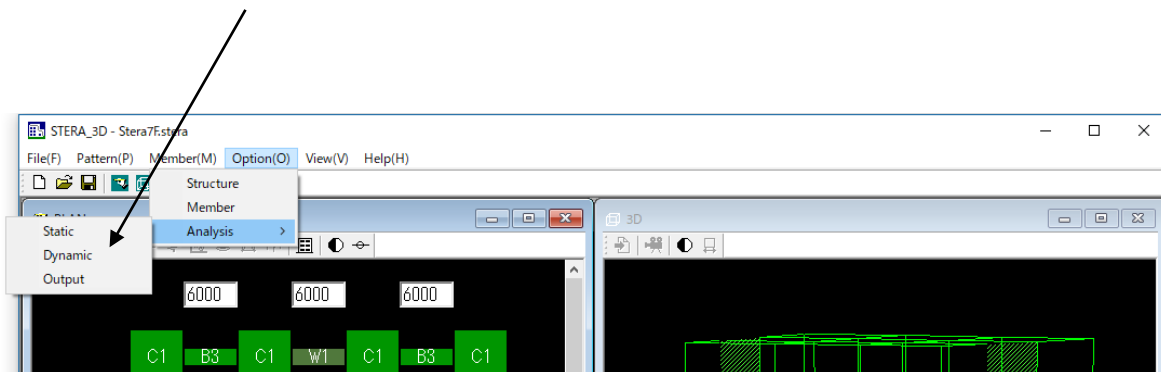 STERA_3D - Stera7F.stera
File(F) Pattern(P) Member(M) Option(O) View(V) Help(H)
Structure
Member
Analysis >
Static
Dynamic
Output
3D
6000 6000 6000
C1 B3 C1 W1 C1 B3 C1